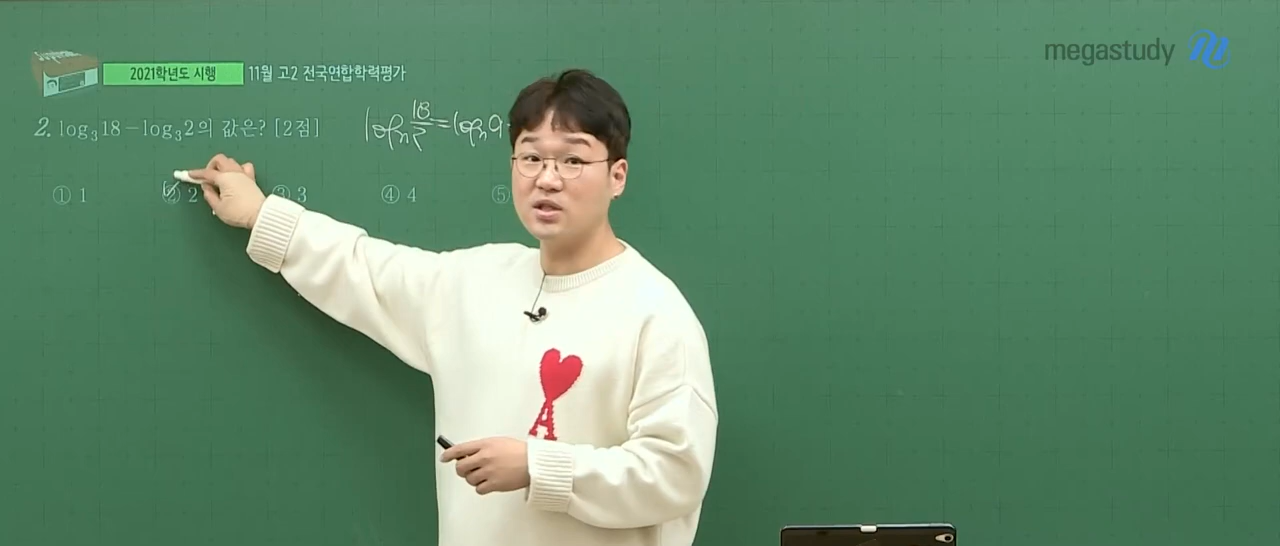 megastudy
2021학년도 시행 11월 고2 전국연합학력평가
2. log₃18－log₃2의 값은? [2점] log₃ 18/2 = log₃ 9
① 1 ② 2 ③ 3 ④ 4 ⑤
A